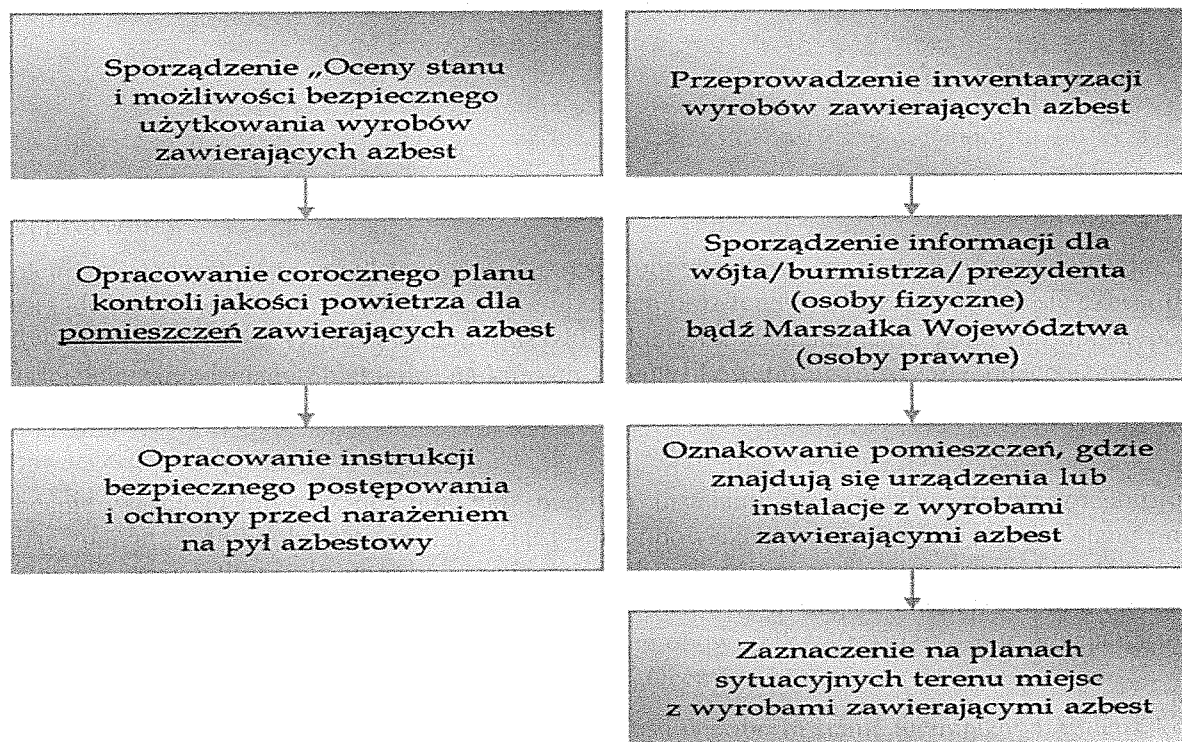 Sporządzenie „Oceny stanu
i możliwości bezpiecznego
użytkowania wyrobów
zawierających azbest
Opracowanie corocznego planu
kontroli jakości powietrza dla
pomieszczeń zawierających azbest
Opracowanie instrukcji
bezpiecznego postępowania
i ochrony przed narażeniem
na pył azbestowy
Przeprowadzenie inwentaryzacji
wyrobów zawierających azbest
Sporządzenie informacji dla
wójta/burmistrza/prezydenta
(osoby fizyczne)
bądź Marszałka Województwa
(osoby prawne)
Oznakowanie pomieszczeń, gdzie
znajdują się urządzenia lub
instalacje z wyrobami
zawierającymi azbest
Zaznaczenie na planach
sytuacyjnych terenu miejsc
z wyrobami zawierającymi azbest